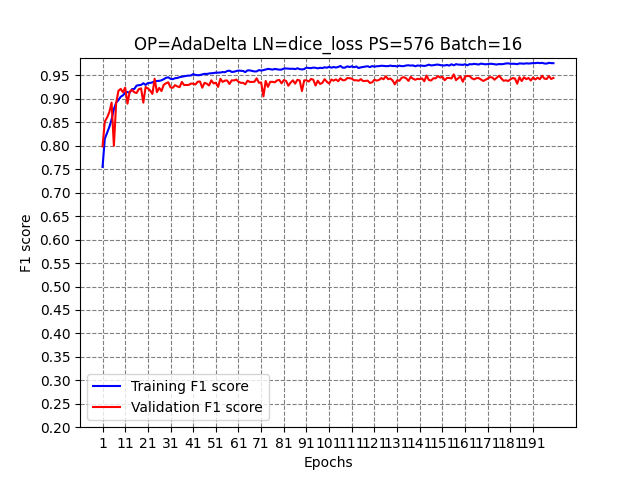 OP=AdaDelta LN=dice_loss PS=576 Batch=16
0.95
0.90
0.85
0.80
0.75
0.70
0.65
0.60
0.55
0.50
0.45
0.40
0.35
0.30
0.25
0.20
F1 score
Training F1 score
Validation F1 score
1 11 21 31 41 51 61 71 81 91 101 111 121 131 141 151 161 171 181 191
Epochs